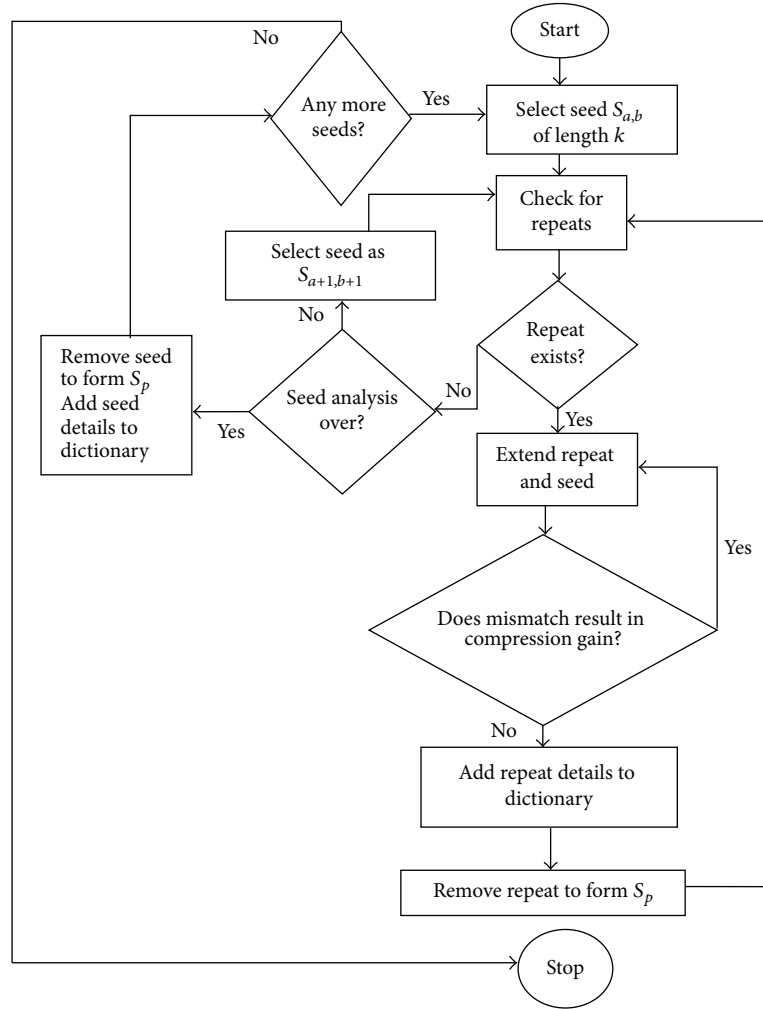 Start
No
Any more
seeds?
Yes
Select seed S_{a,b}
of length k
Check for
repeats
Select seed as
S_{a+1,b+1}
No
Repeat
exists?
Remove seed
to form S_p
Add seed
details to
dictionary
Yes
Seed analysis
over?
No
Yes
Extend repeat
and seed
Yes
Does mismatch result in
compression gain?
No
Add repeat details to
dictionary
Remove repeat to form S_p
Stop